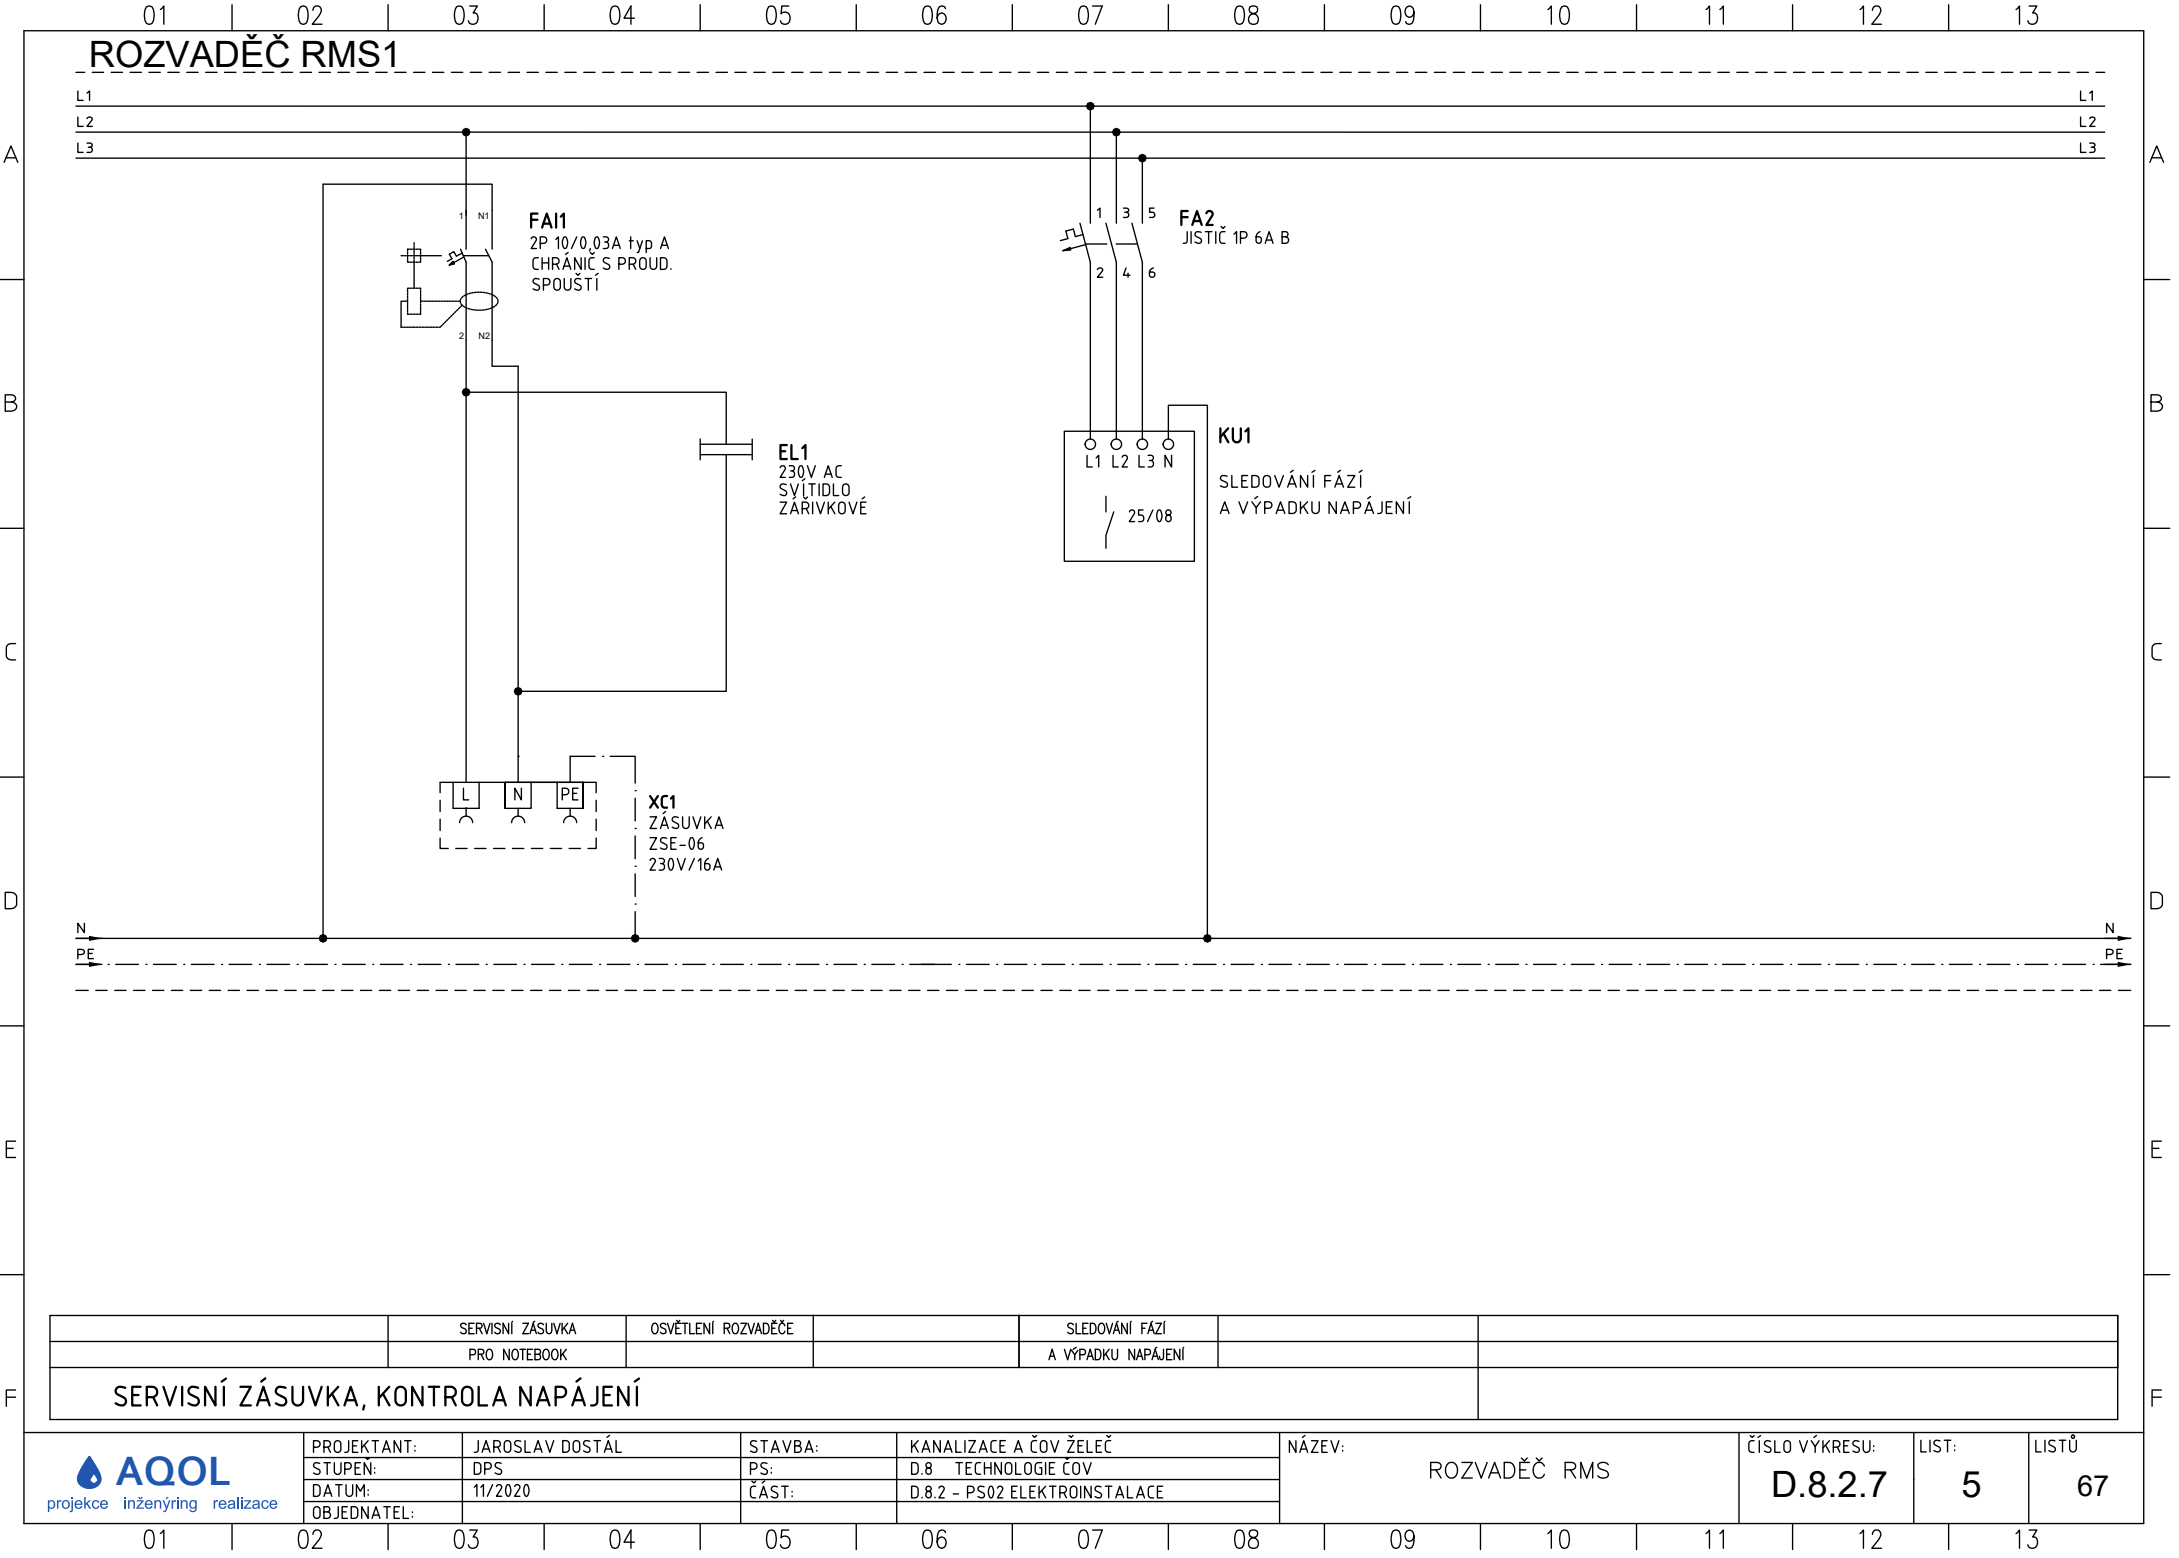 01 02 03 04 05 06 07 08 09 10 11 12 13
ROZVADĚČ RMS1
L1 L1
L2 L2
L3 L3
A A
1 N1
FAI1
2P 10/0,03A typ A
CHRÁNIČ S PROUD.
SPOUŠTÍ
2 N2
1 3 5
FA2
JISTIČ 1P 6A B
2 4 6
B B
EL1
230V AC
SVÍTIDLO
ZÁŘIVKOVÉ
KU1
L1 L2 L3 N
SLEDOVÁNÍ FÁZÍ
A VÝPADKU NAPÁJENÍ
25/08
C C
L N PE
XC1
ZÁSUVKA
ZSE-06
230V/16A
D D
N N
PE PE
E E
SERVISNÍ ZÁSUVKA OSVĚTLENÍ ROZVADĚČE SLEDOVÁNÍ FÁZÍ
PRO NOTEBOOK A VÝPADKU NAPÁJENÍ
F F
SERVISNÍ ZÁSUVKA, KONTROLA NAPÁJENÍ
AQOL
projekce inženýring realizace
PROJEKTANT: JAROSLAV DOSTÁL
STUPEŇ: DPS
DATUM: 11/2020
OBJEDNATEL:
STAVBA: KANALIZACE A ČOV ŽELEČ
PS: D.8 TECHNOLOGIE ČOV
ČÁST: D.8.2 - PS02 ELEKTROINSTALACE
NÁZEV:
ROZVADĚČ RMS
ČÍSLO VÝKRESU:
D.8.2.7
LIST:
5
LISTŮ
67
01 02 03 04 05 06 07 08 09 10 11 12 13